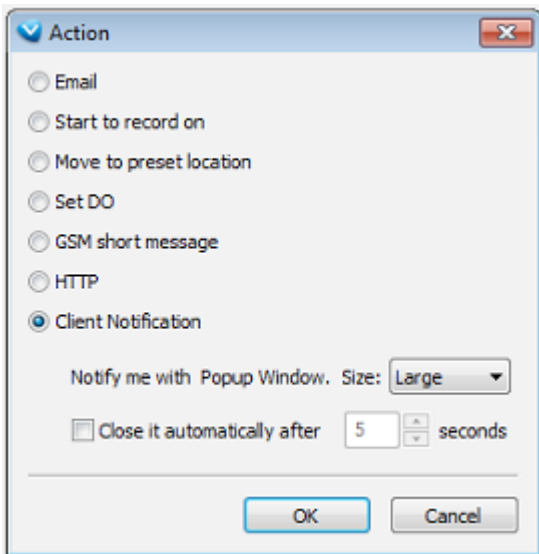 Action
Email
Start to record on
Move to preset location
Set DO
GSM short message
HTTP
Client Notification
Notify me with Popup Window. Size: Large
Close it automatically after 5 seconds
OK Cancel